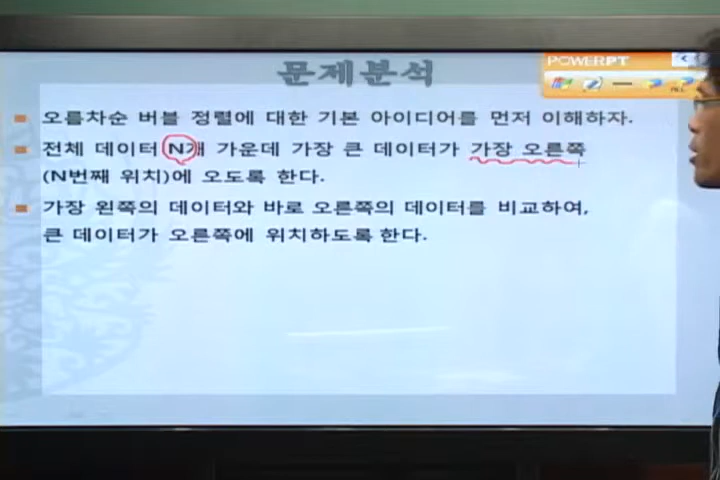 문제분석
POWERPT
오름차순 버블 정렬에 대한 기본 아이디어를 먼저 이해하자.
전체 데이터 N개 가운데 가장 큰 데이터가 가장 오른쪽
(N번째 위치)에 오도록 한다.
가장 왼쪽의 데이터와 바로 오른쪽의 데이터를 비교하여,
큰 데이터가 오른쪽에 위치하도록 한다.